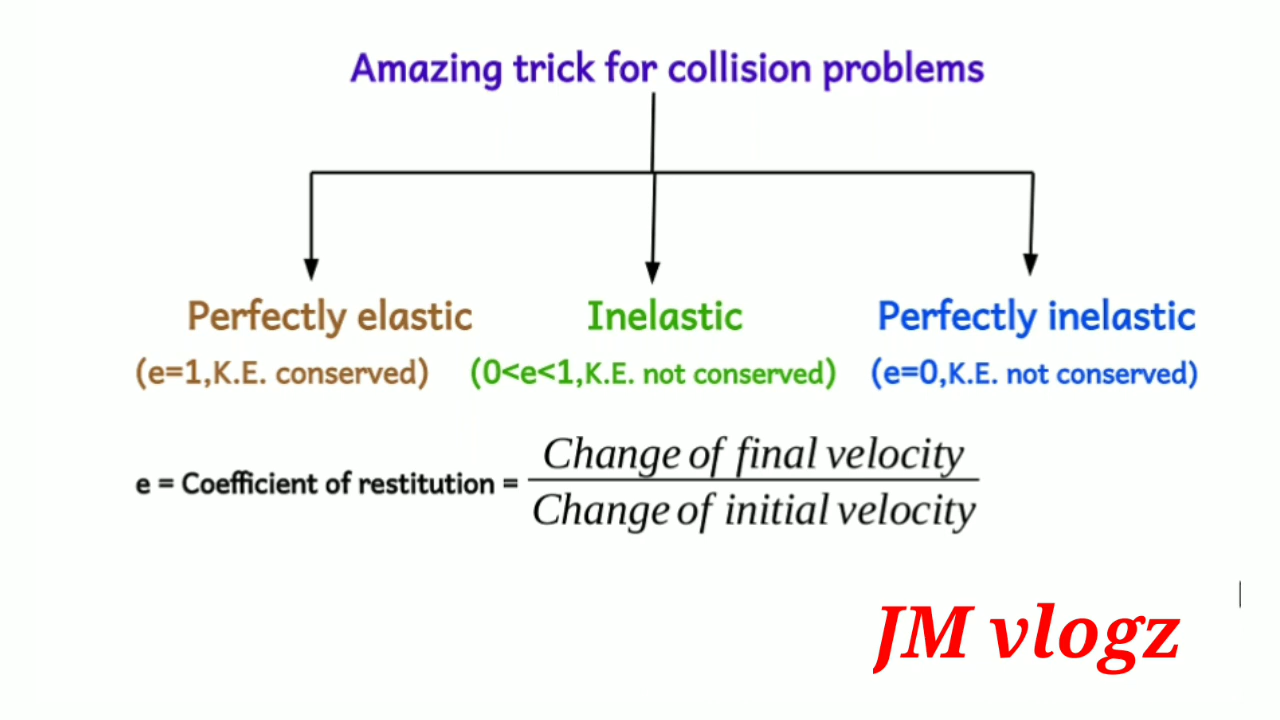 Amazing trick for collision problems
Perfectly elastic
Inelastic
Perfectly inelastic
(e=1,K.E. conserved)
(0<e<1,K.E. not conserved)
(e=0,K.E. not conserved)
e = Coefficient of restitution = Change of final velocity
Change of initial velocity
JM vlogz